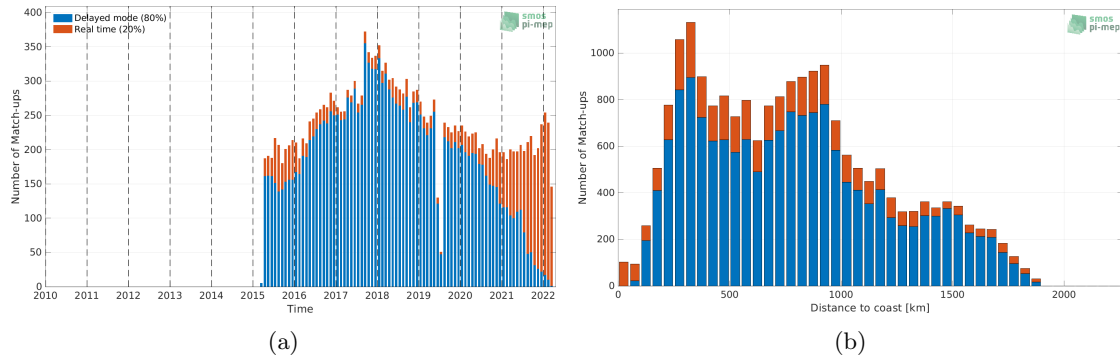 Delayed mode (80%)
Real time (20%)
smos
pi-mep
Number of Match-ups
400
350
300
250
200
150
100
50
0
2010 2011 2012 2013 2014 2015 2016 2017 2018 2019 2020 2021 2022
Time
(a)
smos
pi-mep
Number of Match-ups
1000
800
600
400
200
0
0 500 1000 1500 2000
Distance to coast [km]
(b)